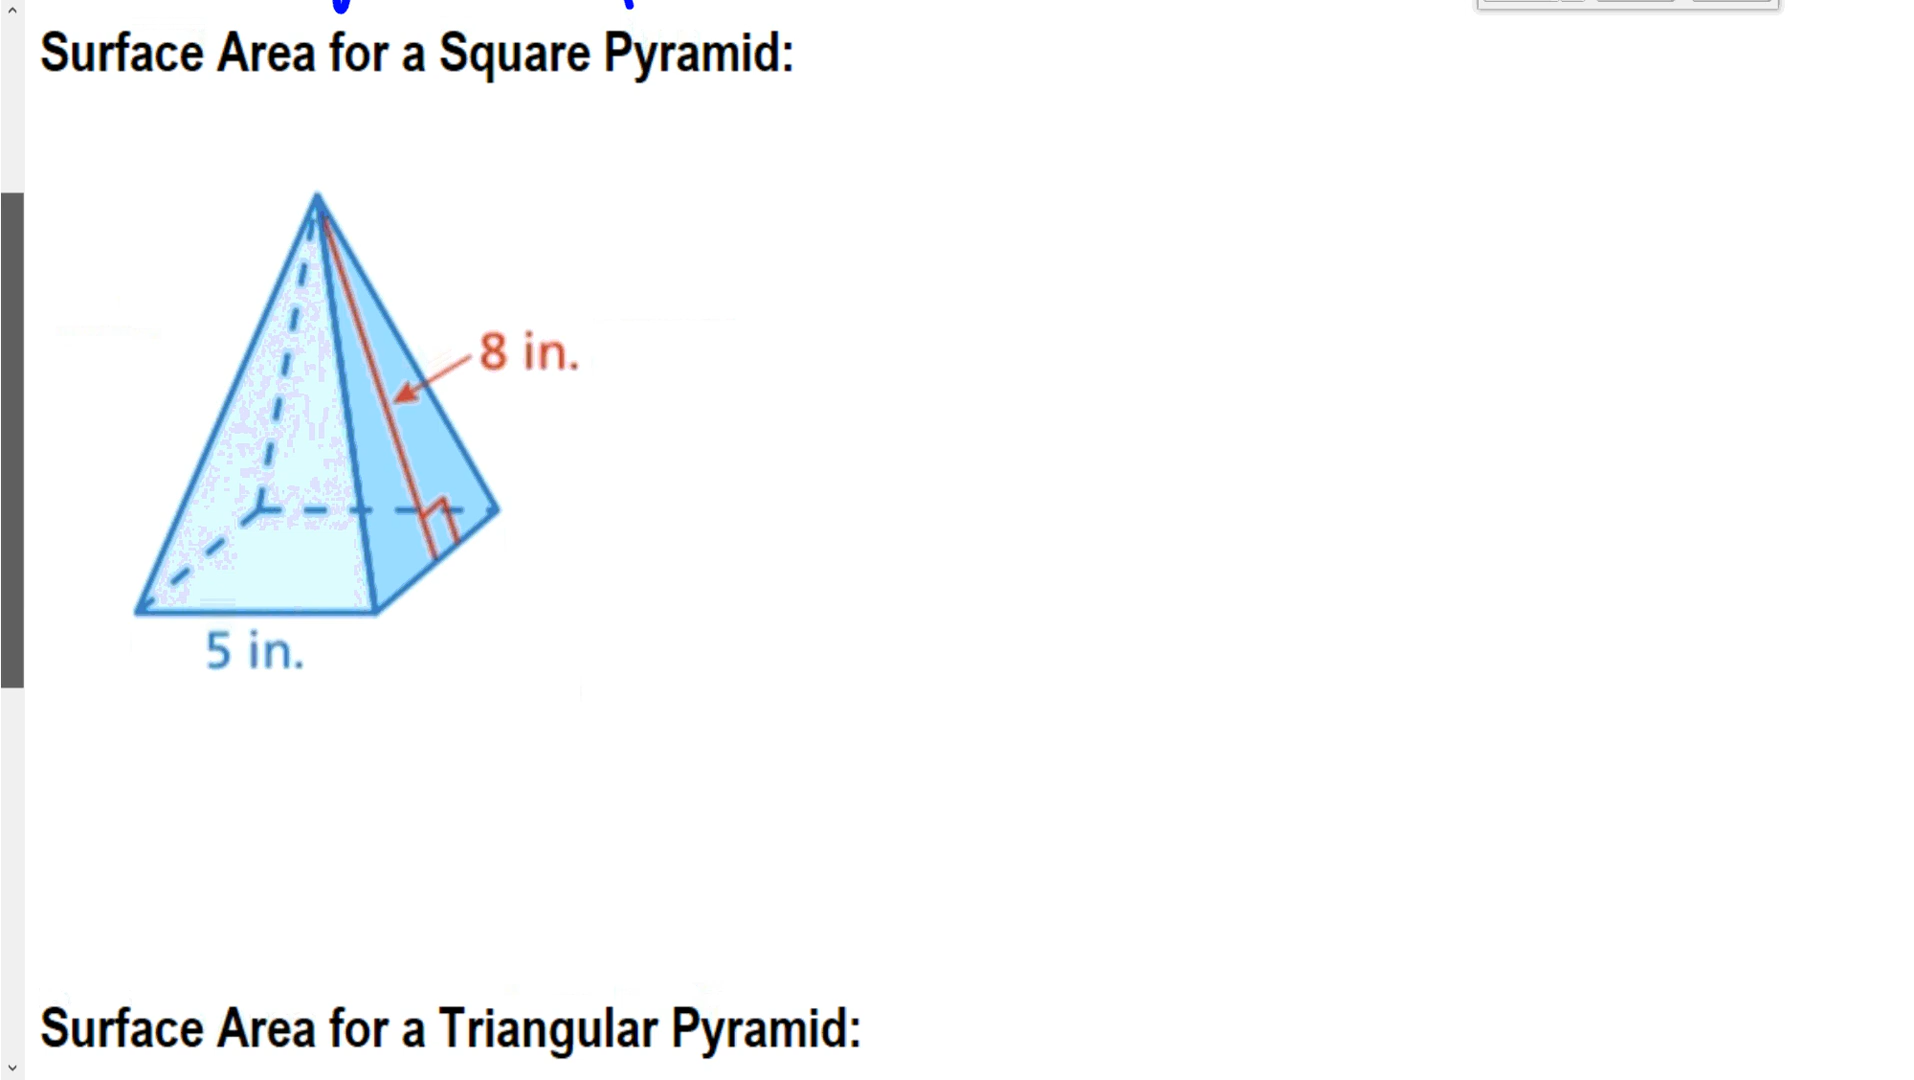 Surface Area for a Square Pyramid:
8 in.
5 in.
Surface Area for a Triangular Pyramid: